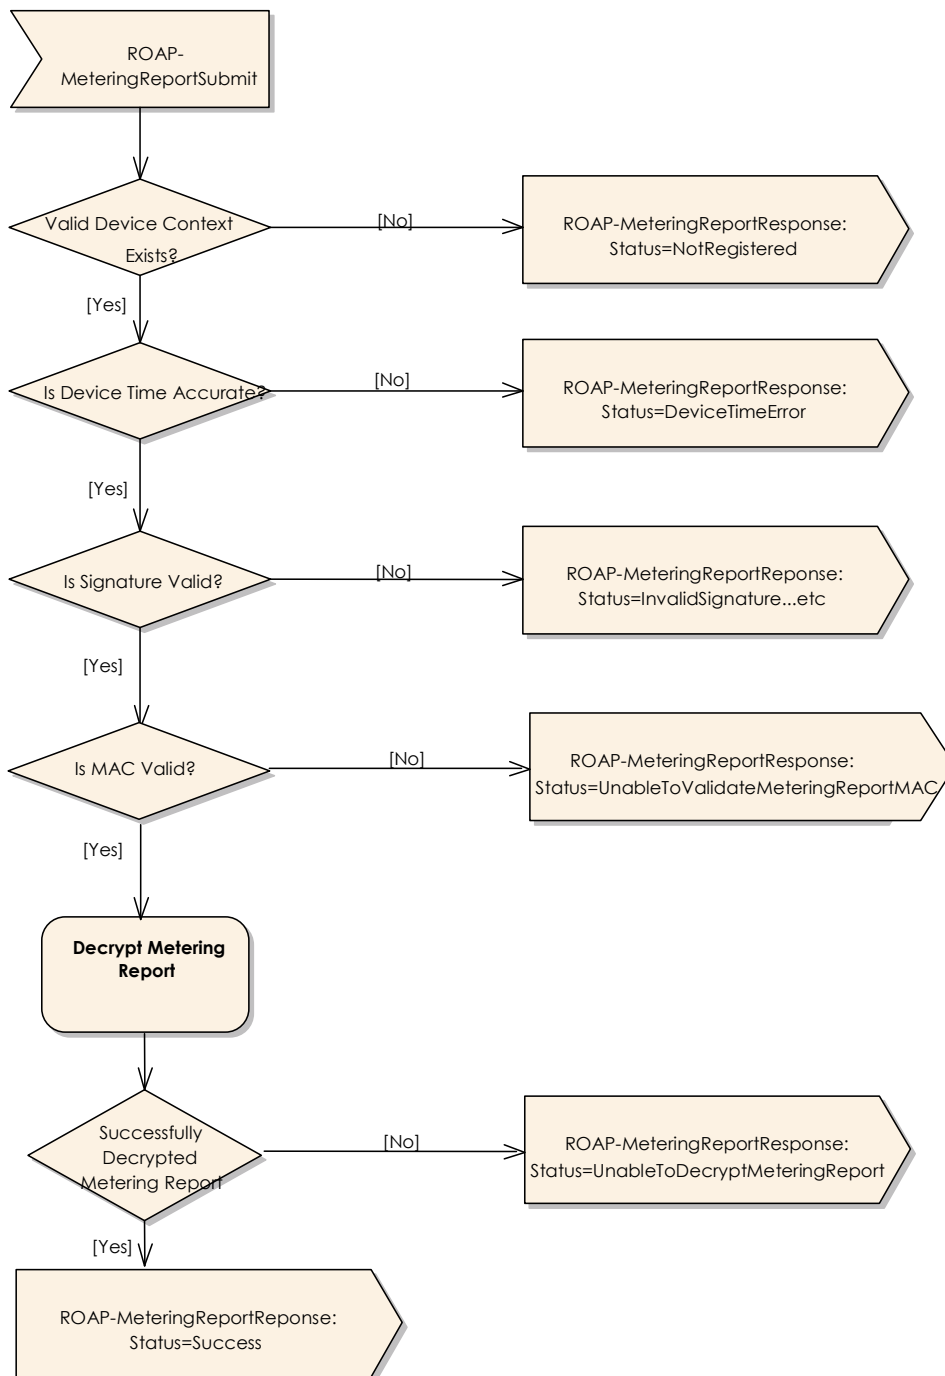 ROAP-
MeteringReportSubmit
Valid Device Context
Exists?
[No]
ROAP-MeteringReportResponse:
Status=NotRegistered
[Yes]
Is Device Time Accurate?
[No]
ROAP-MeteringReportResponse:
Status=DeviceTimeError
[Yes]
Is Signature Valid?
[No]
ROAP-MeteringReportReponse:
Status=InvalidSignature...etc
[Yes]
Is MAC Valid?
[No]
ROAP-MeteringReportResponse:
Status=UnableToValidateMeteringReportMAC
[Yes]
Decrypt Metering
Report
Successfully
Decrypted
Metering Report
[No]
ROAP-MeteringReportResponse:
Status=UnableToDecryptMeteringReport
[Yes]
ROAP-MeteringReportReponse:
Status=Success